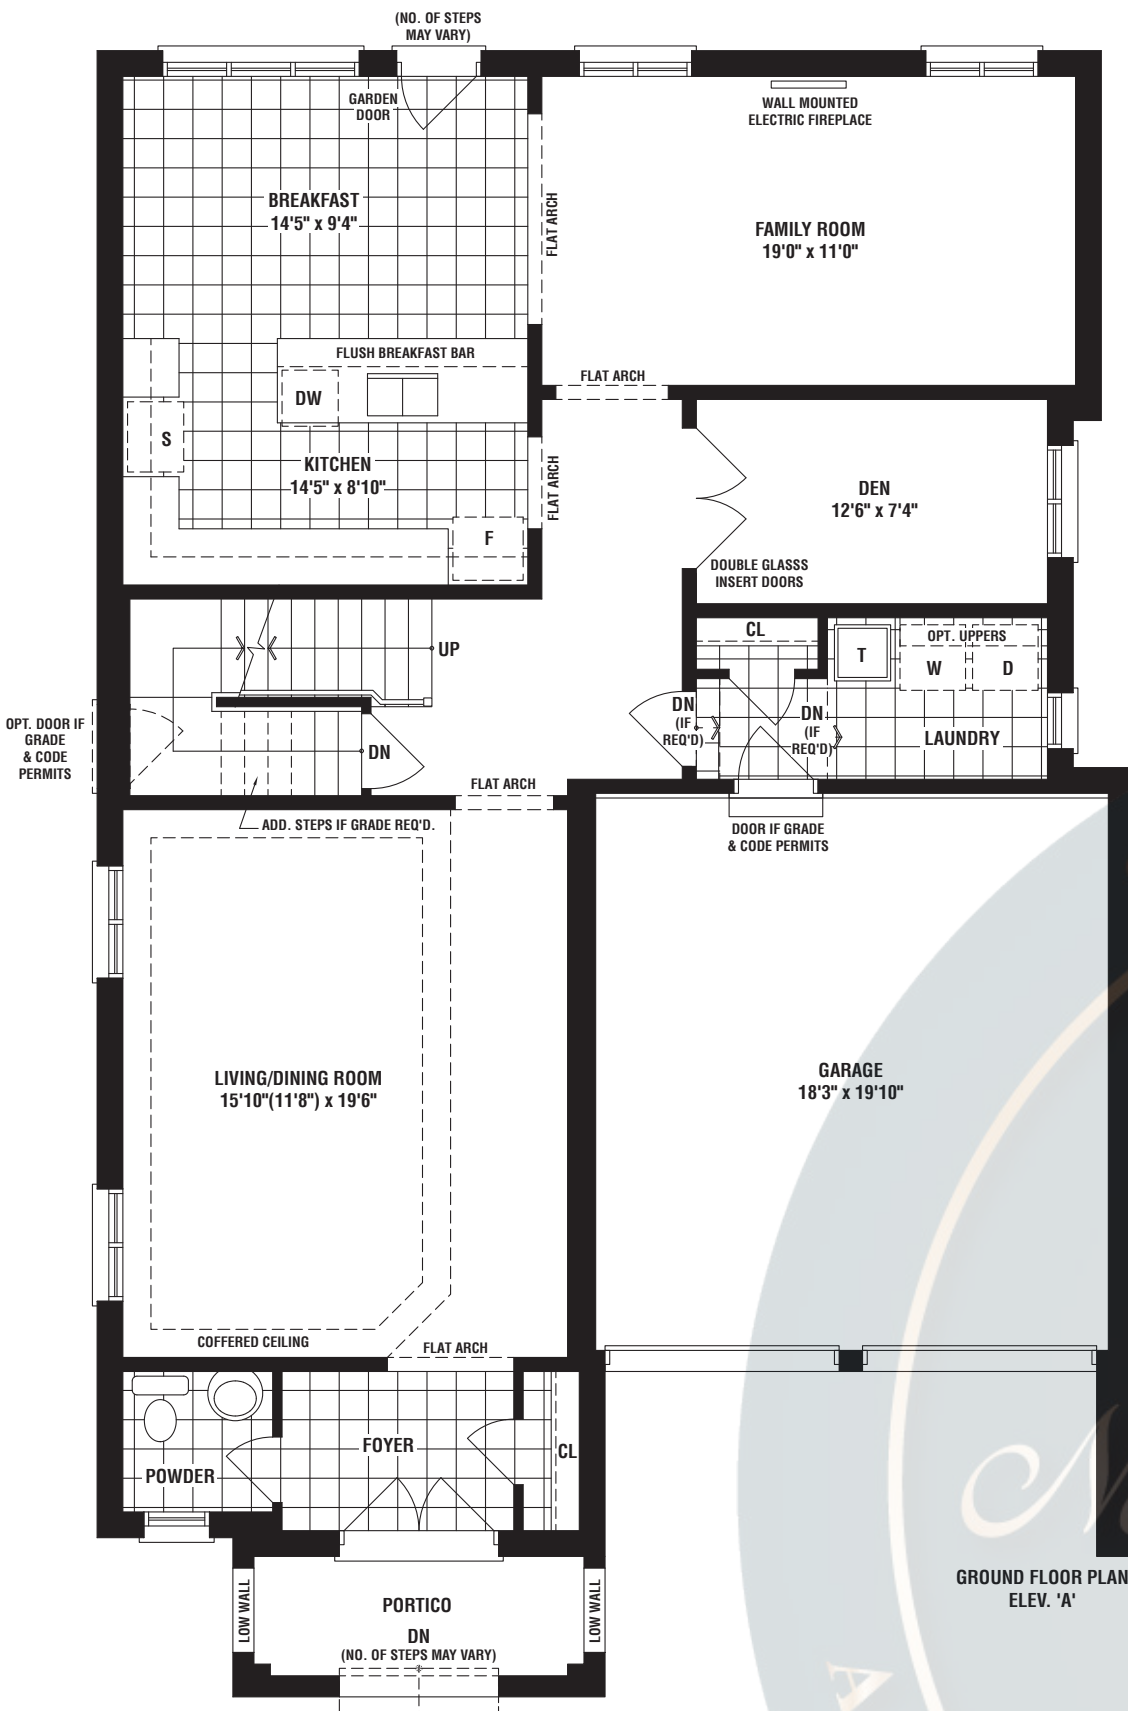 (NO. OF STEPS
MAY VARY)
GARDEN
DOOR
WALL MOUNTED
ELECTRIC FIREPLACE
BREAKFAST
14'5" x 9'4"
FLAT ARCH
FAMILY ROOM
19'0" x 11'0"
FLUSH BREAKFAST BAR
DW
FLAT ARCH
S
KITCHEN
14'5" x 8'10"
FLAT ARCH
F
DEN
12'6" x 7'4"
DOUBLE GLASSS
INSERT DOORS
UP
CL
T
OPT. UPPERS
W
D
OPT. DOOR IF
GRADE
& CODE
PERMITS
DN
DN
(IF
REQ'D)
DN
(IF
REQ'D)
LAUNDRY
FLAT ARCH
ADD. STEPS IF GRADE REQ'D.
DOOR IF GRADE
& CODE PERMITS
LIVING/DINING ROOM
15'10"(11'8") x 19'6"
GARAGE
18'3" x 19'10"
COFFERED CEILING
FLAT ARCH
POWDER
FOYER
CL
LOW WALL
PORTICO
DN
(NO. OF STEPS MAY VARY)
LOW WALL
GROUND FLOOR PLAN
ELEV. 'A'
A